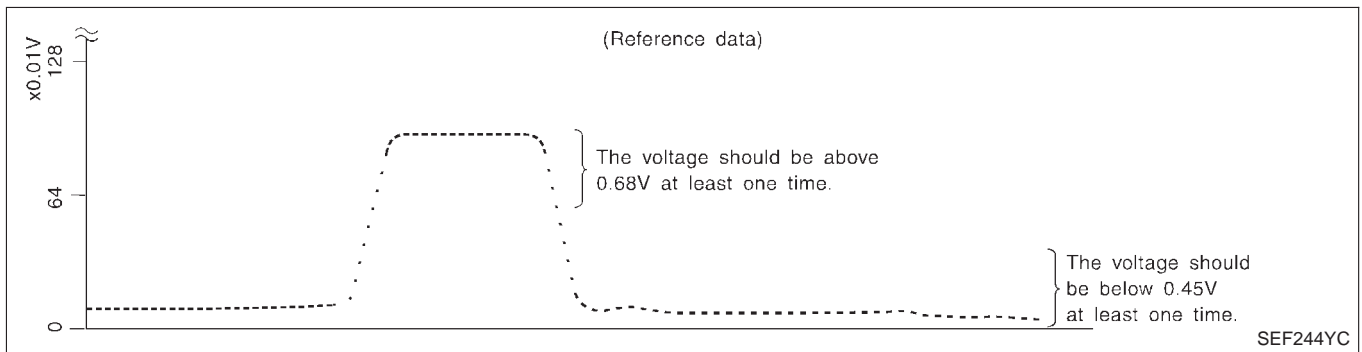 (Reference data)
x0.01V
128
64
0
The voltage should be above
0.68V at least one time.
The voltage should
be below 0.45V
at least one time.
SEF244YC